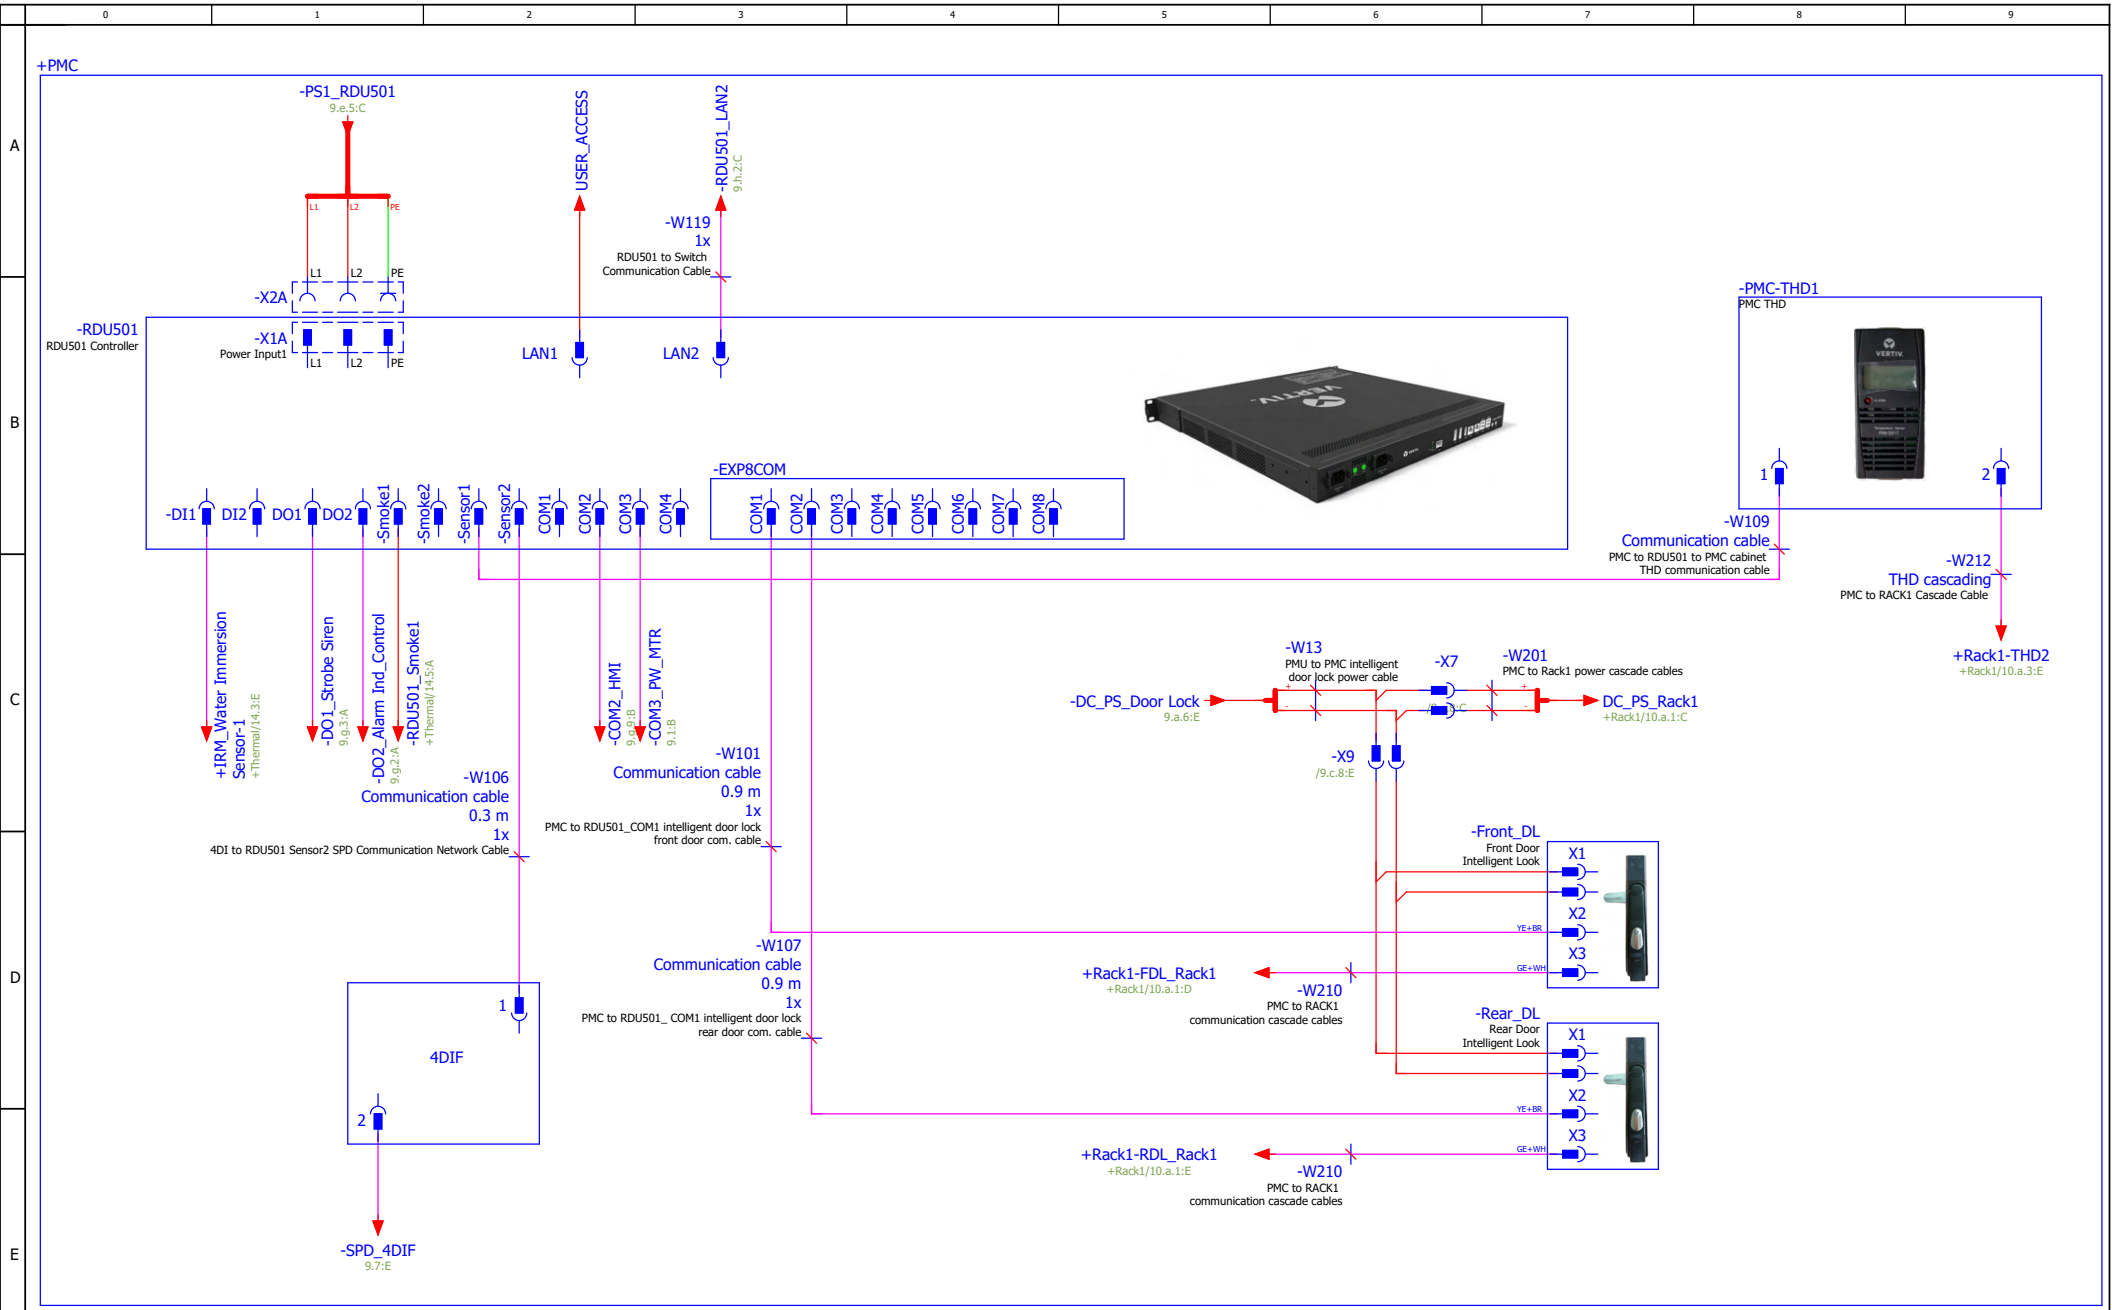 0 1 2 3 4 5 6 7 8 9
A
B
C
D
E
+PMC
-PS1_RDU501
9.e.5:C
L1 L2 PE
L1 L2 PE
-X2A
-X1A
Power Input1
L1 L2 PE
-RDU501
RDU501 Controller
USER_ACCESS
-RDU501_LAN2
9.h.2:C
-W119
1x
RDU501 to Switch
Communication Cable
LAN1
LAN2
VERTIV.
VERTIV
-PMC-THD1
PMC THD
VERTIV.
1
2
-EXP8COM
-DI1
DI2
DO1
DO2
-Smoke1
-Smoke2
-Sensor1
-Sensor2
COM1
COM2
COM3
COM4
COM1
COM2
COM3
COM4
COM5
COM6
COM7
COM8
-W109
Communication cable
PMC to RDU501 to PMC cabinet
THD communication cable
-W212
THD cascading
PMC to RACK1 Cascade Cable
+Rack1-THD2
+Rack1/10.a.3:E
+IRM_Water Immersion
Sensor-1
+Thermal/14.3:E
-DO1_Strobe Siren
9.g.3:A
-DO2_Alarm Ind_Control
9.g.2:A
-RDU501_Smoke1
+Thermal/14.5:A
-COM2_HMI
9.g.9:B
-COM3_PW_MTR
9.1:B
-W106
Communication cable
0.3 m
1x
4DI to RDU501 Sensor2 SPD Communication Network Cable
-W101
Communication cable
0.9 m
1x
PMC to RDU501_COM1 intelligent door lock
front door com. cable
-W107
Communication cable
0.9 m
1x
PMC to RDU501_ COM1 intelligent door lock
rear door com. cable
-DC_PS_Door Lock
9.a.6:E
-W13
PMU to PMC intelligent
door lock power cable
+
-
-X7
-W201
PMC to Rack1 power cascade cables
+
-
DC_PS_Rack1
+Rack1/10.a.1:C
-X9
/9.c.8:E
-Front_DL
Front Door
Intelligent Look
X1
X2
YE+BR
X3
GE+WH
+Rack1-FDL_Rack1
+Rack1/10.a.1:D
-W210
PMC to RACK1
communication cascade cables
-Rear_DL
Rear Door
Intelligent Look
X1
X2
YE+BR
X3
GE+WH
+Rack1-RDL_Rack1
+Rack1/10.a.1:E
-W210
PMC to RACK1
communication cascade cables
1
4DIF
2
-SPD_4DIF
9.7:E